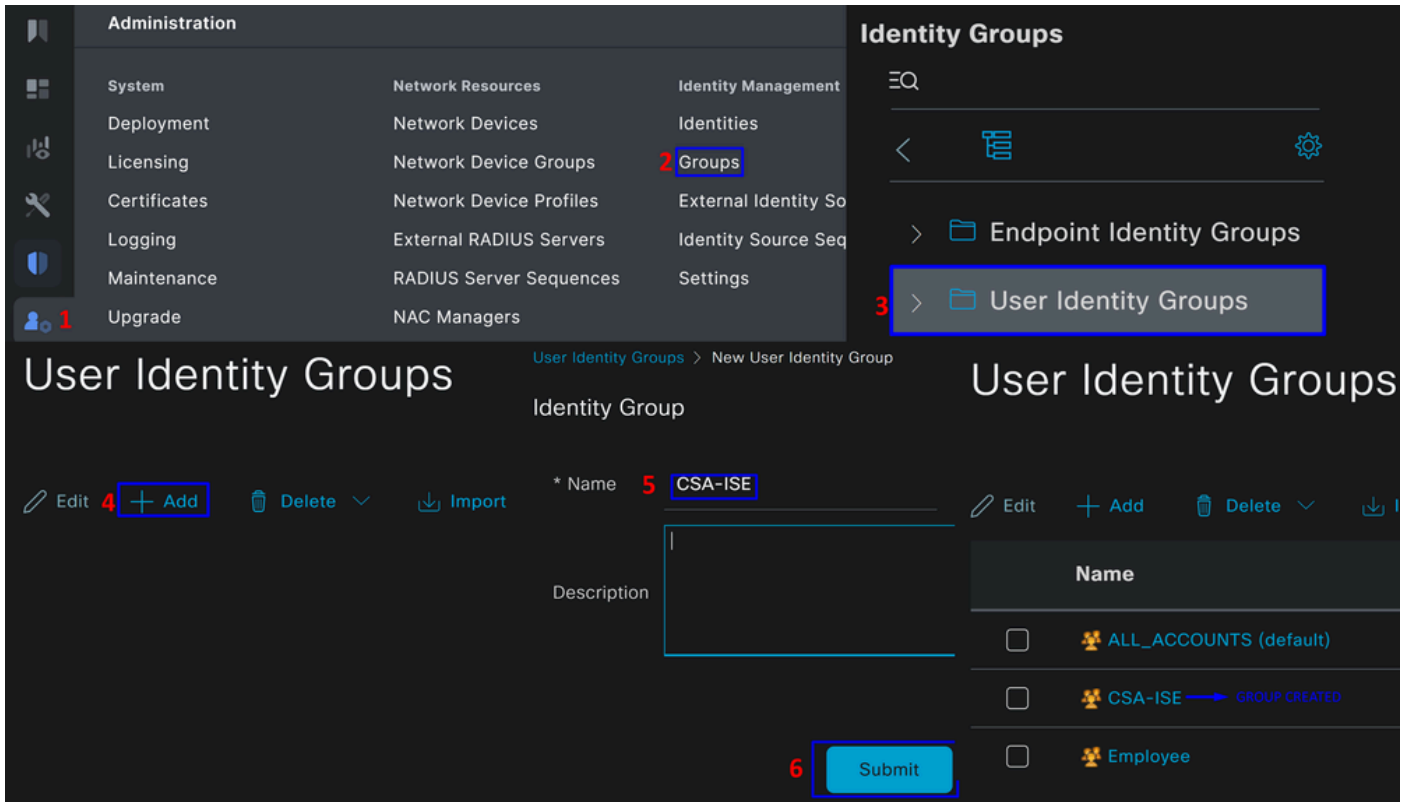 Administration
System
Deployment
Licensing
Certificates
Logging
Maintenance
1 Upgrade
Network Resources
Network Devices
Network Device Groups
Network Device Profiles
External RADIUS Servers
RADIUS Server Sequences
NAC Managers
Identity Management
Identities
2 Groups
External Identity So
Identity Source Seq
Settings
Identity Groups
Endpoint Identity Groups
3 User Identity Groups
User Identity Groups
Edit 4 Add Delete Import
User Identity Groups > New User Identity Group
Identity Group
* Name 5 CSA-ISE
Description
6 Submit
User Identity Groups
Edit Add Delete I
Name
ALL_ACCOUNTS (default)
CSA-ISE GROUP CREATED
Employee